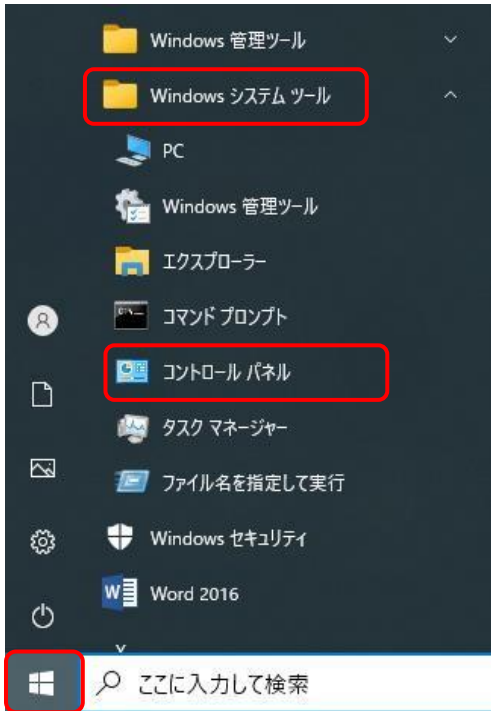 Windows 管理ツール
Windows システム ツール
PC
Windows 管理ツール
エクスプローラー
コマンド プロンプト
コントロール パネル
タスク マネージャー
ファイル名を指定して実行
Windows セキュリティ
Word 2016
ここに入力して検索